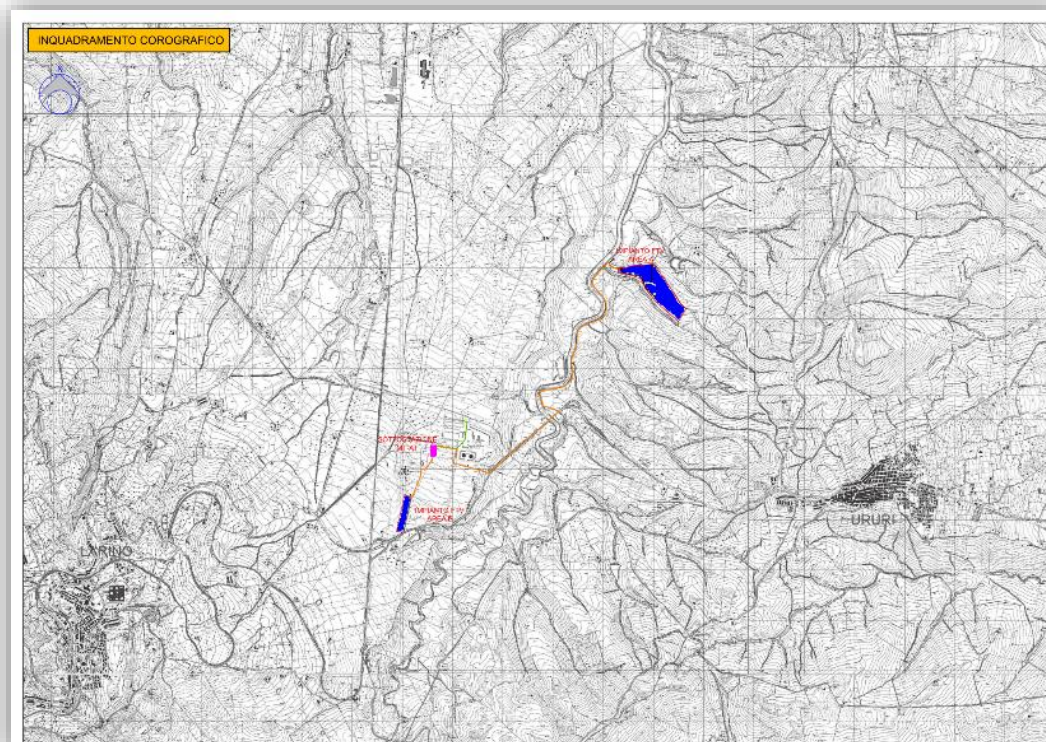 INQUADRAMENTO COROGRAFICO
N
IMPIANTO FTV
AREA A
SOTTOSTAZIONE
IMPIANTO FTV
AREA B
LARINO
URURI